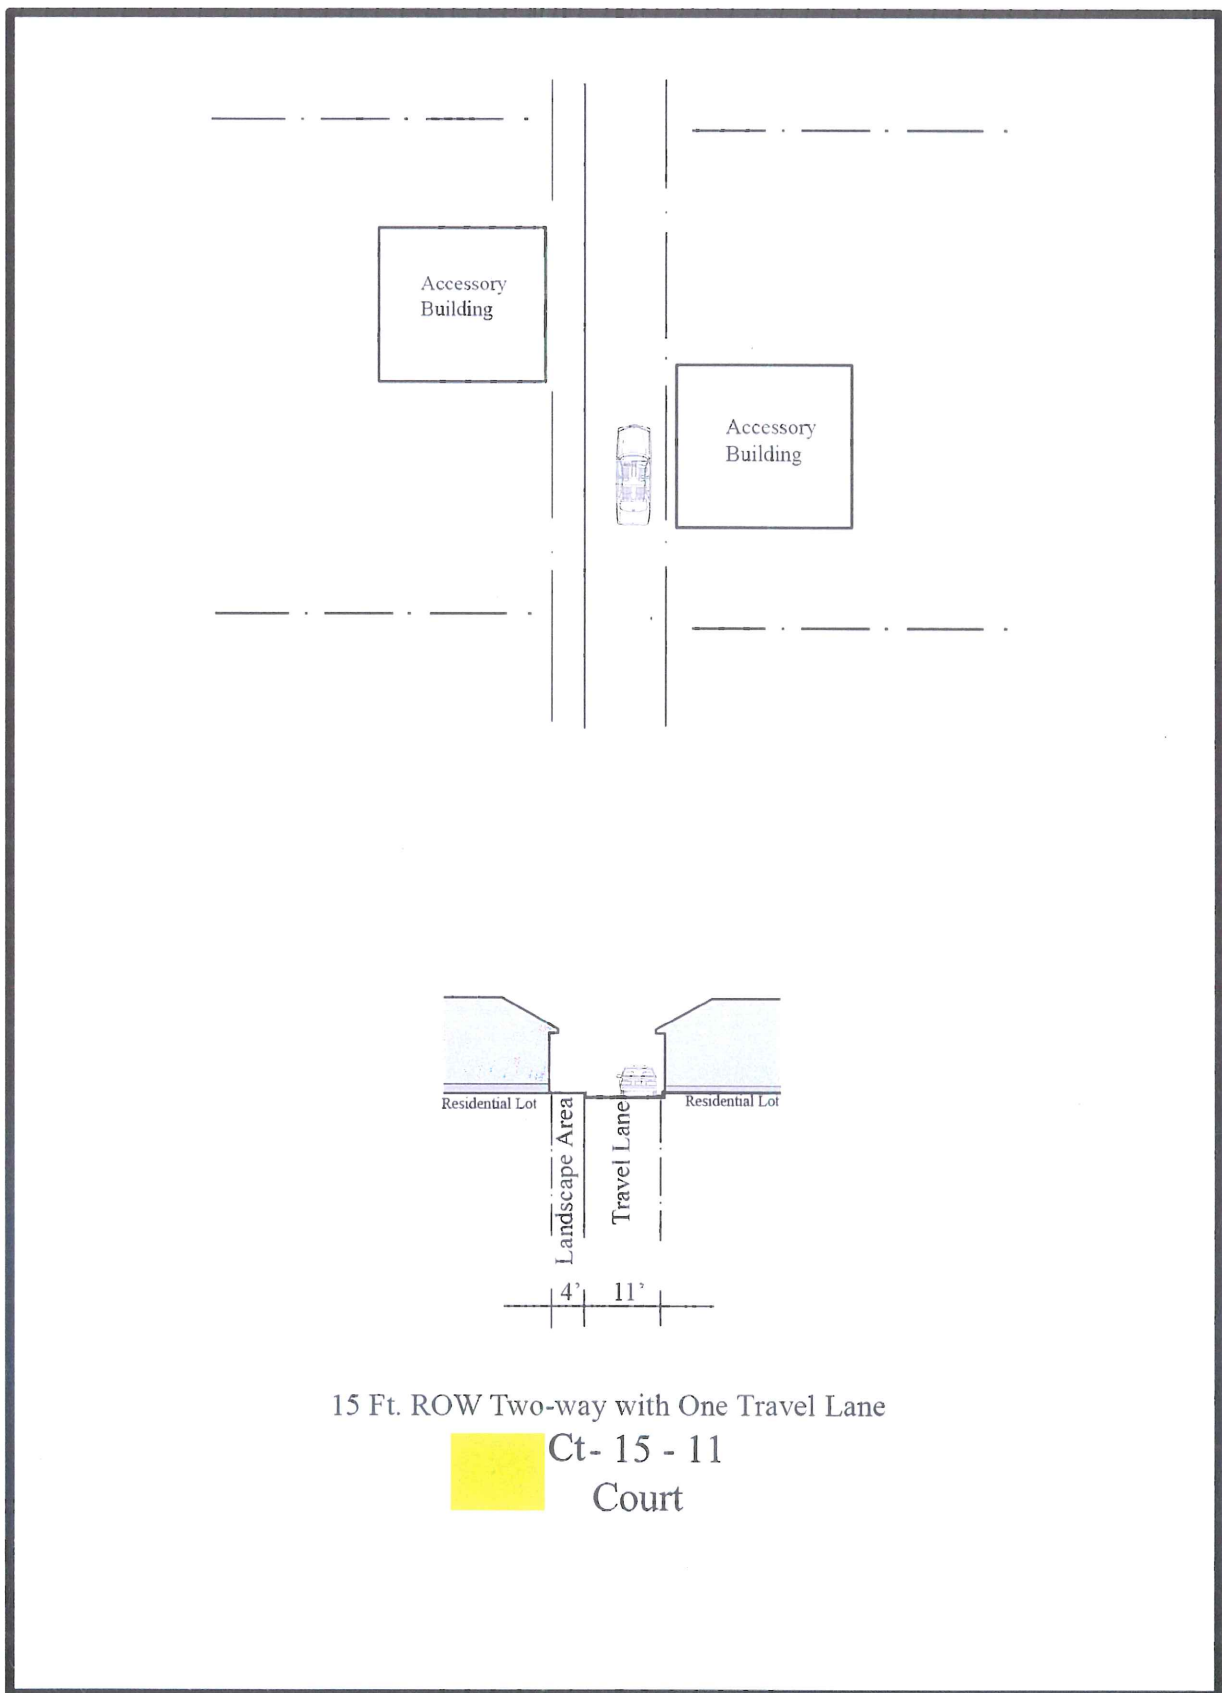 Accessory
Building
Accessory
Building
Residential Lot
Residential Lot
Landscape Area
Travel Lane
4' 11'
15 Ft. ROW Two-way with One Travel Lane
Ct- 15 - 11
Court